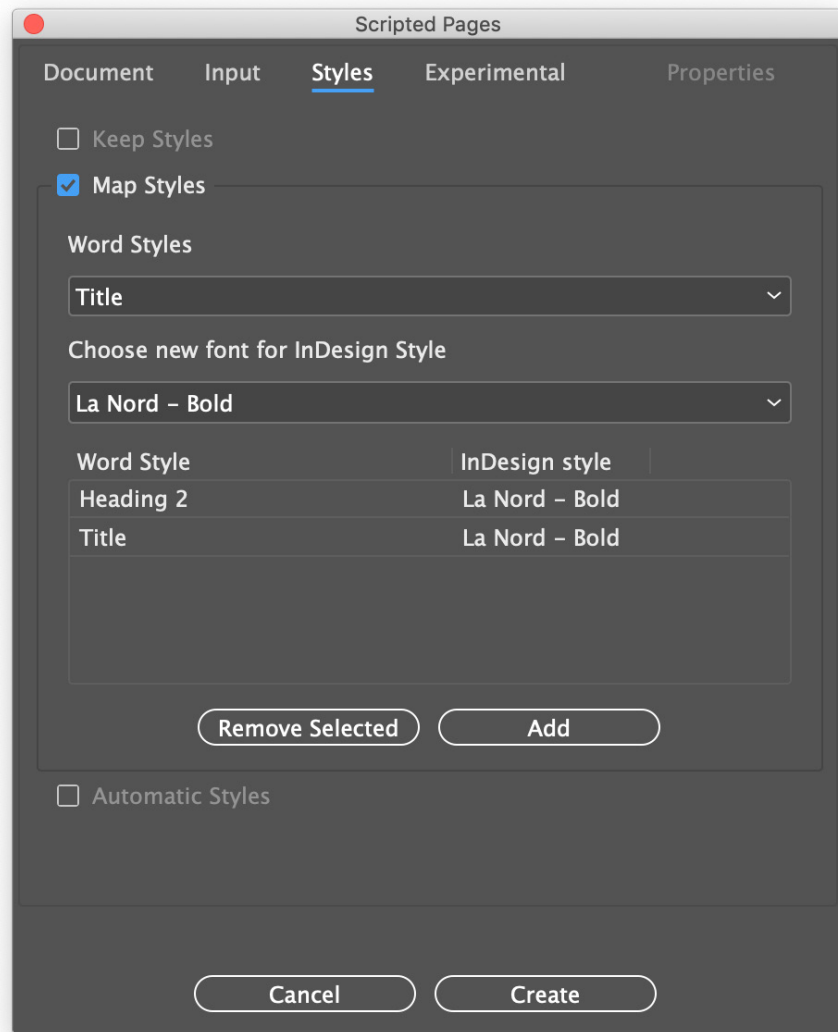 Scripted Pages
Document Input Styles Experimental Properties
Keep Styles
Map Styles
Word Styles
Title
Choose new font for InDesign Style
La Nord – Bold
Word Style InDesign style
Heading 2 La Nord – Bold
Title La Nord – Bold
Remove Selected Add
Automatic Styles
Cancel Create